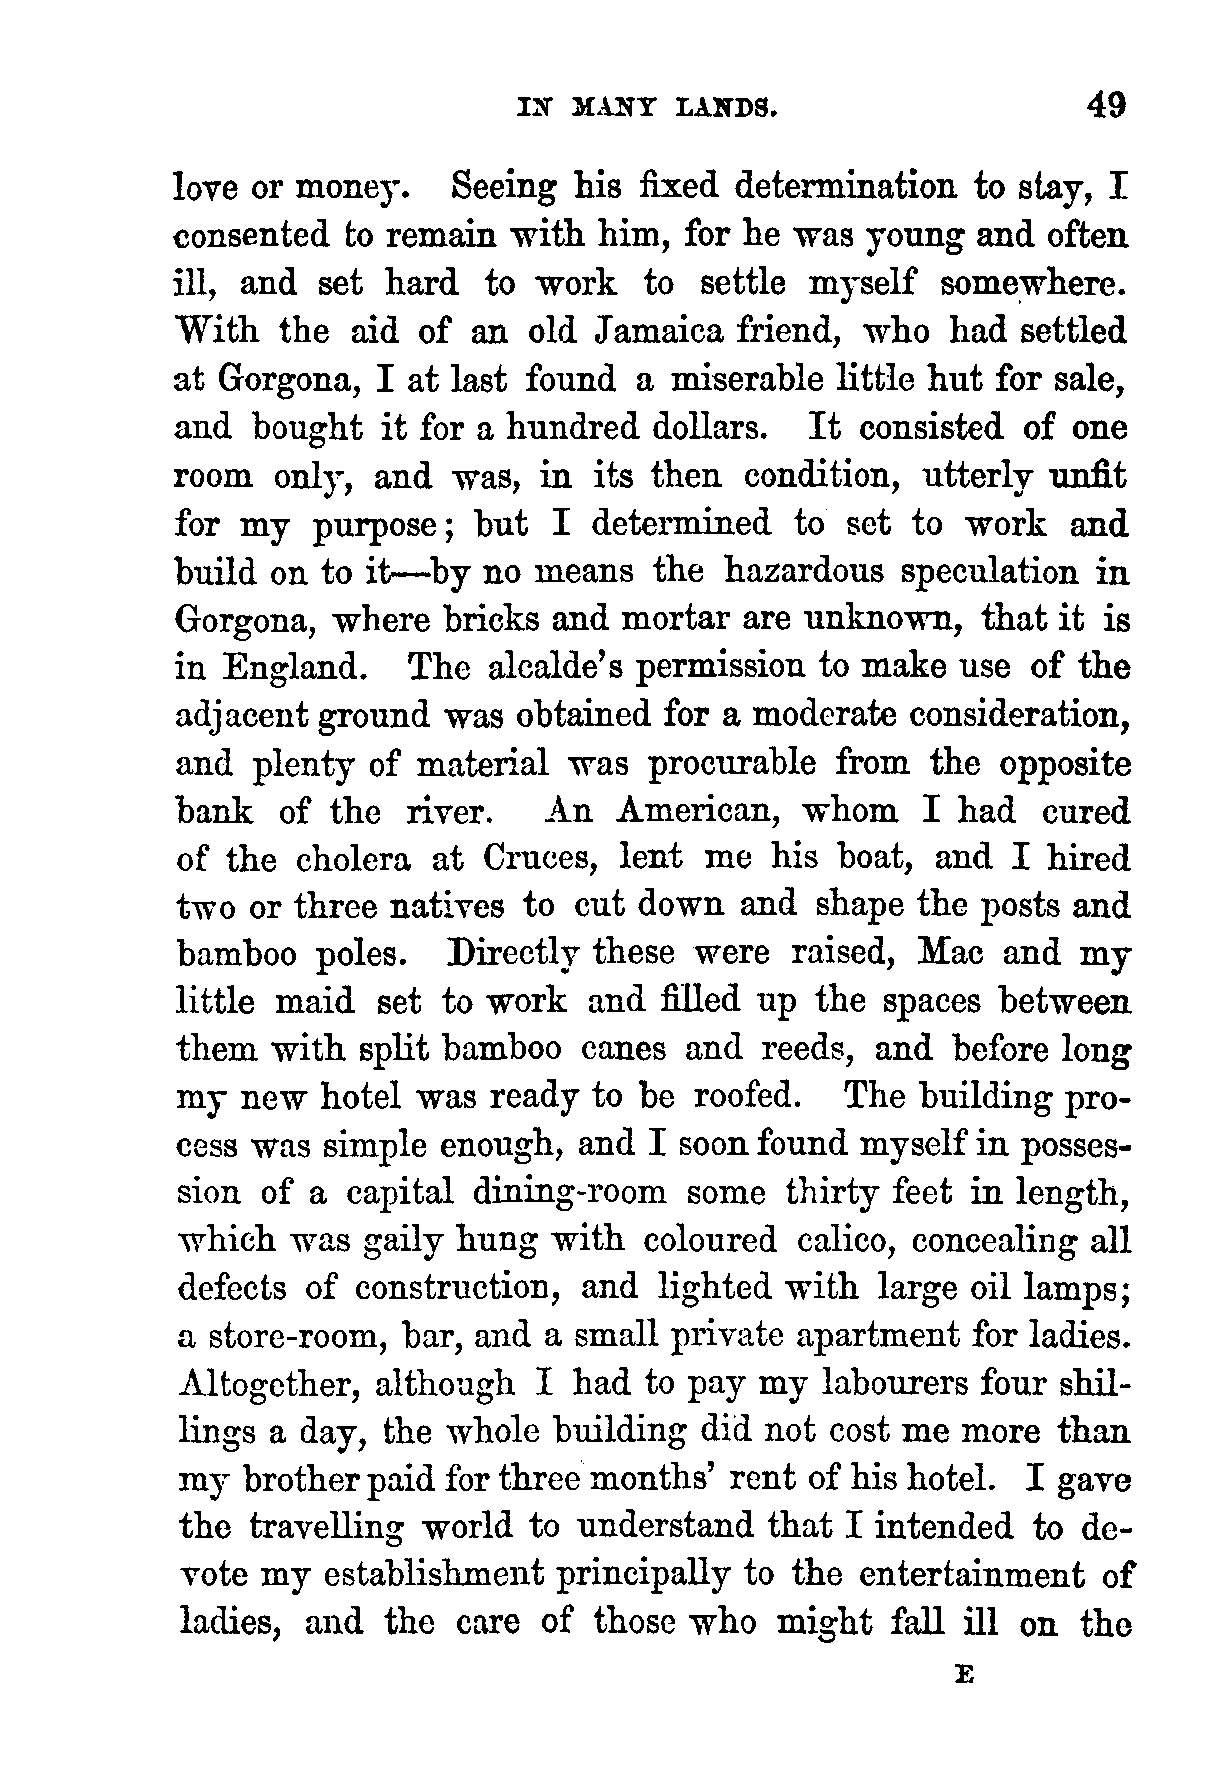 IN MANY LANDS. 49
love or money. Seeing his fixed determination to stay, I
consented to remain with him, for he was young and often
ill, and set hard to work to settle myself somewhere.
With the aid of an old Jamaica friend, who had settled
at Gorgona, I at last found a miserable little hut for sale,
and bought it for a hundred dollars. It consisted of one
room only, and was, in its then condition, utterly unfit
for my purpose; but I determined to set to work and
build on to it—by no means the hazardous speculation in
Gorgona, where bricks and mortar are unknown, that it is
in England. The alcalde's permission to make use of the
adjacent ground was obtained for a moderate consideration,
and plenty of material was procurable from the opposite
bank of the river. An American, whom I had cured
of the cholera at Cruces, lent me his boat, and I hired
two or three natives to cut down and shape the posts and
bamboo poles. Directly these were raised, Mac and my
little maid set to work and filled up the spaces between
them with split bamboo canes and reeds, and before long
my new hotel was ready to be roofed. The building pro-
cess was simple enough, and I soon found myself in posses-
sion of a capital dining-room some thirty feet in length,
which was gaily hung with coloured calico, concealing all
defects of construction, and lighted with large oil lamps;
a store-room, bar, and a small private apartment for ladies.
Altogether, although I had to pay my labourers four shil-
lings a day, the whole building did not cost me more than
my brother paid for three months' rent of his hotel. I gave
the travelling world to understand that I intended to de-
vote my establishment principally to the entertainment of
ladies, and the care of those who might fall ill on the
E